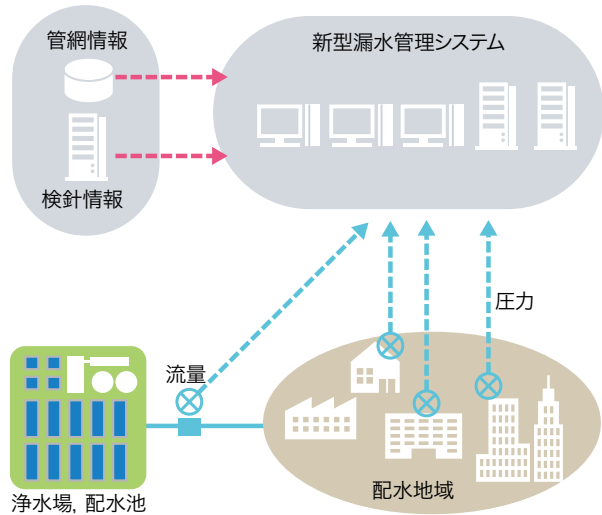 管網情報
新型漏水管理システム
検針情報
圧力
流量
配水地域
浄水場, 配水池